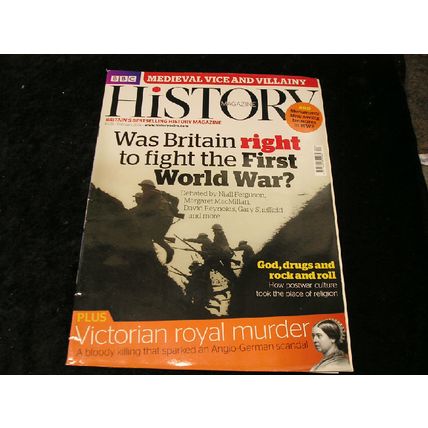 BBC
MEDIEVAL VICE AND VILLAINY
HiSTORY
MAGAZINE
BRITAIN'S BESTSELLING HISTORY MAGAZINE
Was Britain right
to fight the First
World War?
Debated by Niall Ferguson,
Margaret MacMillan,
David Reynolds, Gary Sheffield
and more
God, drugs and
rock and roll
How postwar culture
took the place of religion
PLUS
Victorian royal murder
A bloody killing that sparked an Anglo-German scandal